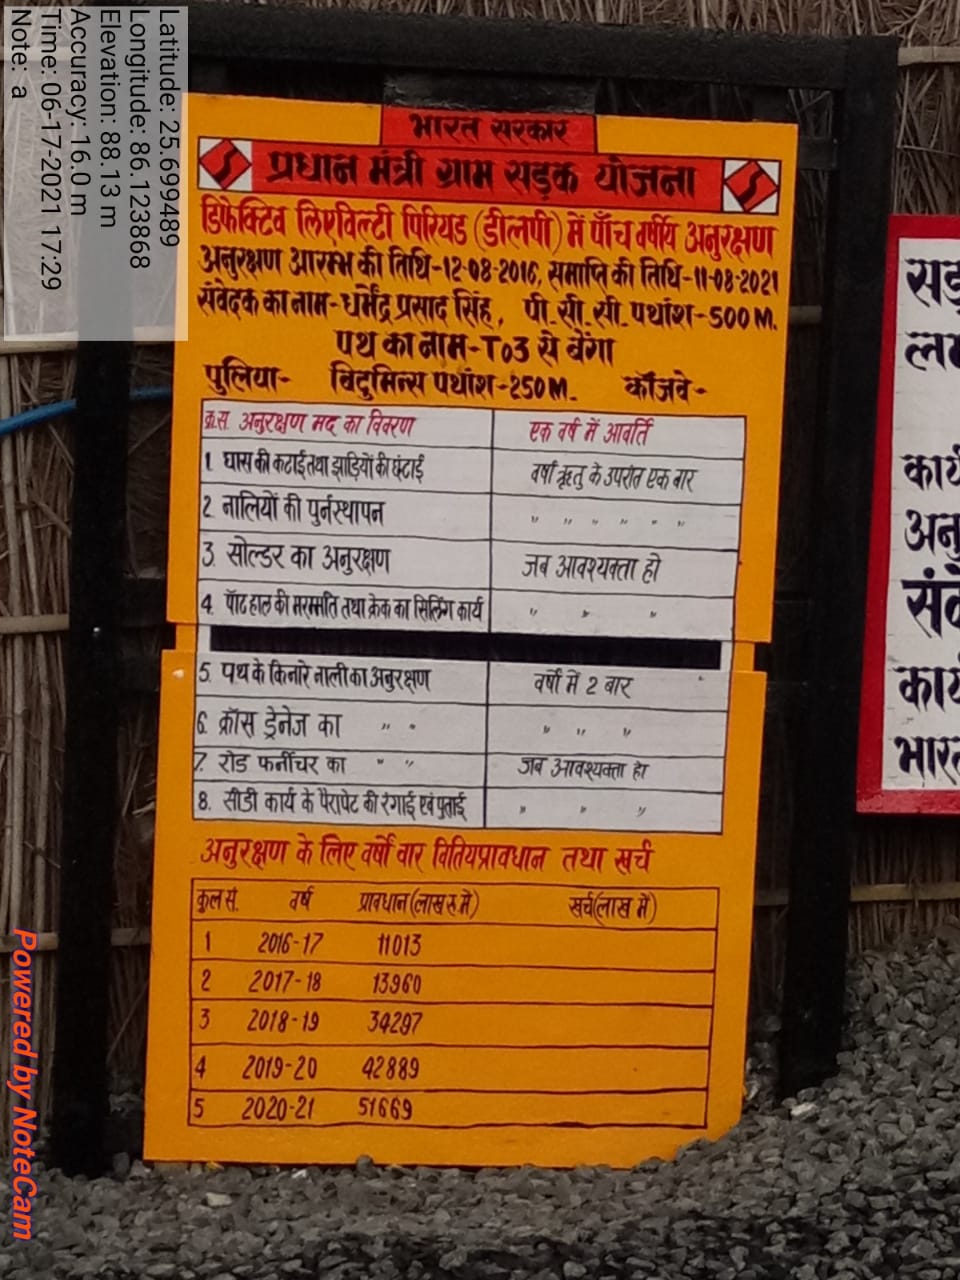 Latitude: 25.699489
Longitude: 86.123868
Elevation: 88.13 m
Accuracy: 16.0 m
Time: 06-17-2021 17:29
Note: a
भारत सरकार
प्रधान मंत्री ग्राम सड़क योजना
डिफेक्टिव लिएविल्टी पिरियड (डीलपी) में पाँच वर्षीय अनुरक्षण
अनुरक्षण आरम्भ की तिथि-12-08-2016, समाप्ति की तिथि-11-08-2021
संवेदक का नाम-धर्मेंद्र प्रसाद सिंह, पी.सी.सी. पथांश-500 M.
पथ का नाम-T03 से बेंगा
पुलिया- विटुमिन्स पथांश-250M. कॉजवे-
क्र.स. अनुरक्षण मद का विवरण एक वर्ष में आवर्ति
1. घास की कटाई तथा झाड़ियों की छंटाई वर्षा ऋतु के उपरांत एक बार
2. नालियों की पुर्नस्थापन " " " " " "
3. सोल्डर का अनुरक्षण जब आवश्यक्ता हो
4. पॉट हाल की मरम्मति तथा क्रेक का सिलिंग कार्य " " "
5. पथ के किनारे नाली का अनुरक्षण वर्षो में 2 बार
6. क्रॉस ड्रेनेज का " " " " "
7. रोड फर्नीचर का " " जब आवश्यक्ता हो
8. सीडी कार्य के पैरापेट की रंगाई एवं पुताई " " "
अनुरक्षण के लिए वर्षो वार वितियप्रावधान तथा खर्च
कुल सं. वर्ष प्रावधान(लाख रु.में) खर्च(लाख में)
1 2016-17 11013
2 2017-18 13960
3 2018-19 34297
4 2019-20 42889
5 2020-21 51669
सड़
कार्य
अनु
कार्य
भारत
Powered by NoteCam